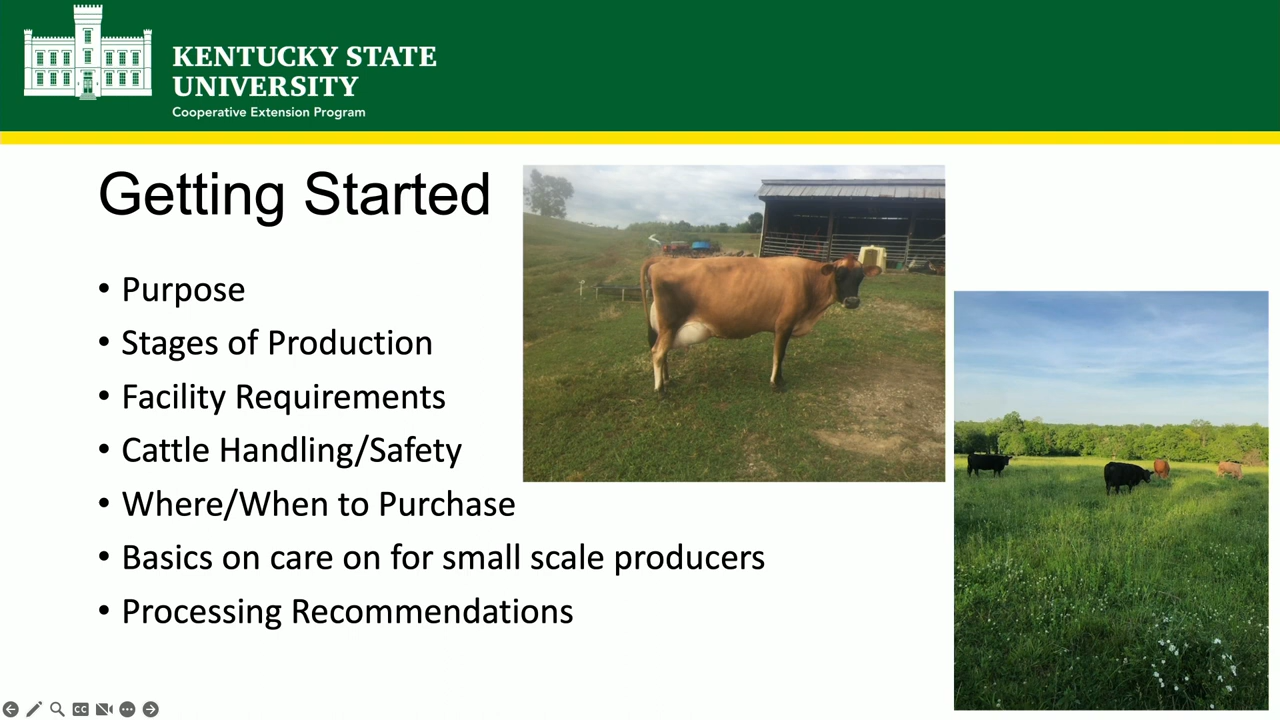 KENTUCKY STATE
UNIVERSITY
Cooperative Extension Program
Getting Started
• Purpose
• Stages of Production
• Facility Requirements
• Cattle Handling/Safety
• Where/When to Purchase
• Basics on care on for small scale producers
• Processing Recommendations
CC